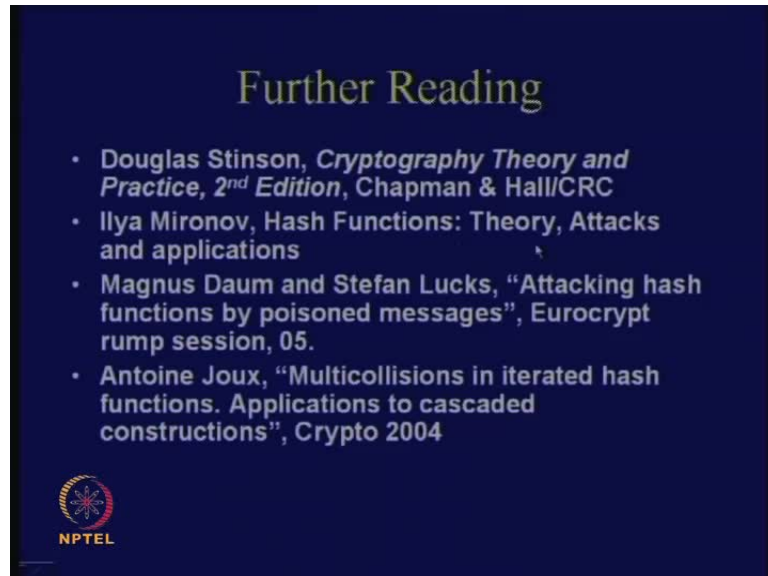 Further Reading
• Douglas Stinson, Cryptography Theory and
Practice, 2nd Edition, Chapman & Hall/CRC
• Ilya Mironov, Hash Functions: Theory, Attacks
and applications
• Magnus Daum and Stefan Lucks, “Attacking hash
functions by poisoned messages”, Eurocrypt
rump session, 05.
• Antoine Joux, “Multicollisions in iterated hash
functions. Applications to cascaded
constructions”, Crypto 2004
NPTEL